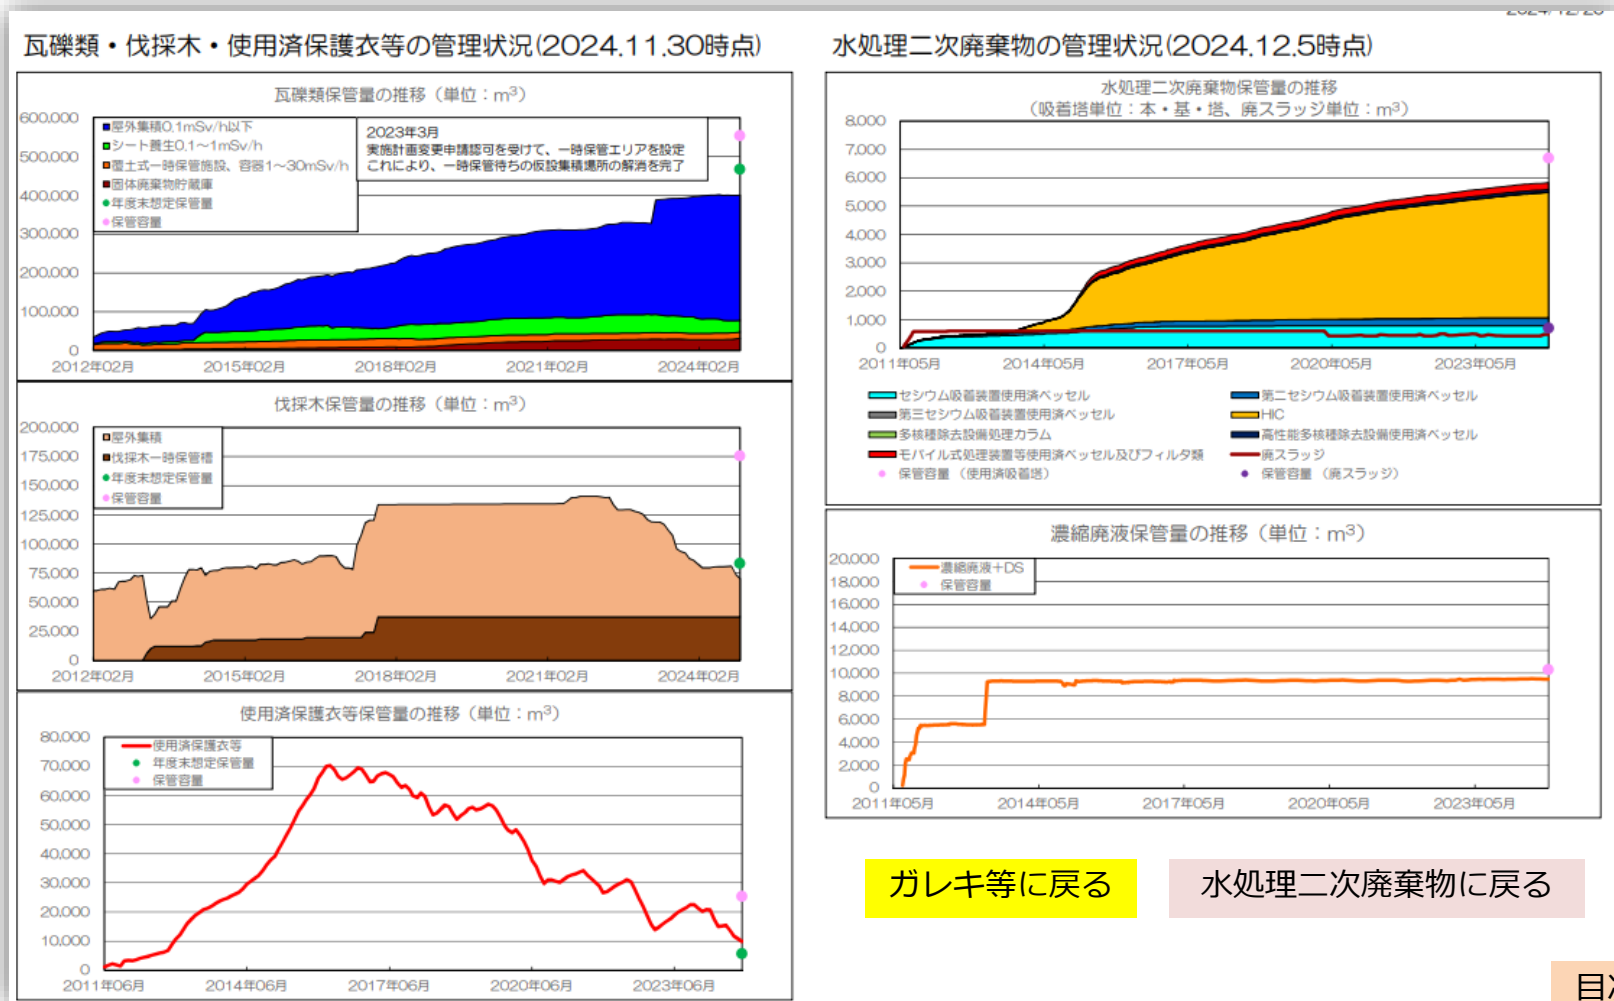 瓦礫類・伐採木・使用済保護衣等の管理状況(2024.11.30時点)
瓦礫類保管量の推移（単位：m³）
600,000
500,000
400,000
300,000
200,000
100,000
0
屋外集積0.1mSv/h以下
シート養生0.1～1mSv/h
覆土式一時保管施設、容器1～30mSv/h
固体廃棄物貯蔵庫
年度末想定保管量
保管容量
2023年3月
実施計画変更申請認可を受けて、一時保管エリアを設定
これにより、一時保管待ちの仮設集積場所の解消を完了
2012年02月 2015年02月 2018年02月 2021年02月 2024年02月
伐採木保管量の推移（単位：m³）
200,000
175,000
150,000
125,000
100,000
75,000
50,000
25,000
0
屋外集積
伐採木一時保管槽
年度末想定保管量
保管容量
2012年02月 2015年02月 2018年02月 2021年02月 2024年02月
使用済保護衣等保管量の推移（単位：m³）
80,000
70,000
60,000
50,000
40,000
30,000
20,000
10,000
0
使用済保護衣等
年度末想定保管量
保管容量
2011年06月 2014年06月 2017年06月 2020年06月 2023年06月
水処理二次廃棄物の管理状況(2024.12.5時点)
水処理二次廃棄物保管量の推移
（吸着塔単位：本・基・塔、廃スラッジ単位：m³）
8,000
7,000
6,000
5,000
4,000
3,000
2,000
1,000
0
2011年05月 2014年05月 2017年05月 2020年05月 2023年05月
セシウム吸着装置使用済ベッセル 第二セシウム吸着装置使用済ベッセル
第三セシウム吸着装置使用済ベッセル HIC
多核種除去設備処理カラム 高性能多核種除去設備使用済ベッセル
モバイル式処理装置等使用済ベッセル及びフィルタ類 廃スラッジ
保管容量（使用済吸着塔） 保管容量（廃スラッジ）
濃縮廃液保管量の推移（単位：m³）
20,000
18,000
16,000
14,000
12,000
10,000
8,000
6,000
4,000
2,000
0
濃縮廃液+DS
保管容量
2011年05月 2014年05月 2017年05月 2020年05月 2023年05月
ガレキ等に戻る 水処理二次廃棄物に戻る